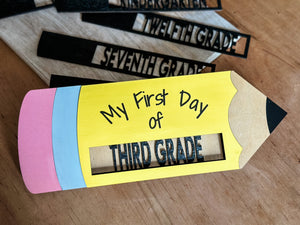 KINDERGARTEN
TWELFTH GRADE
SEVENTH GRADE
My First Day
of
THIRD GRADE